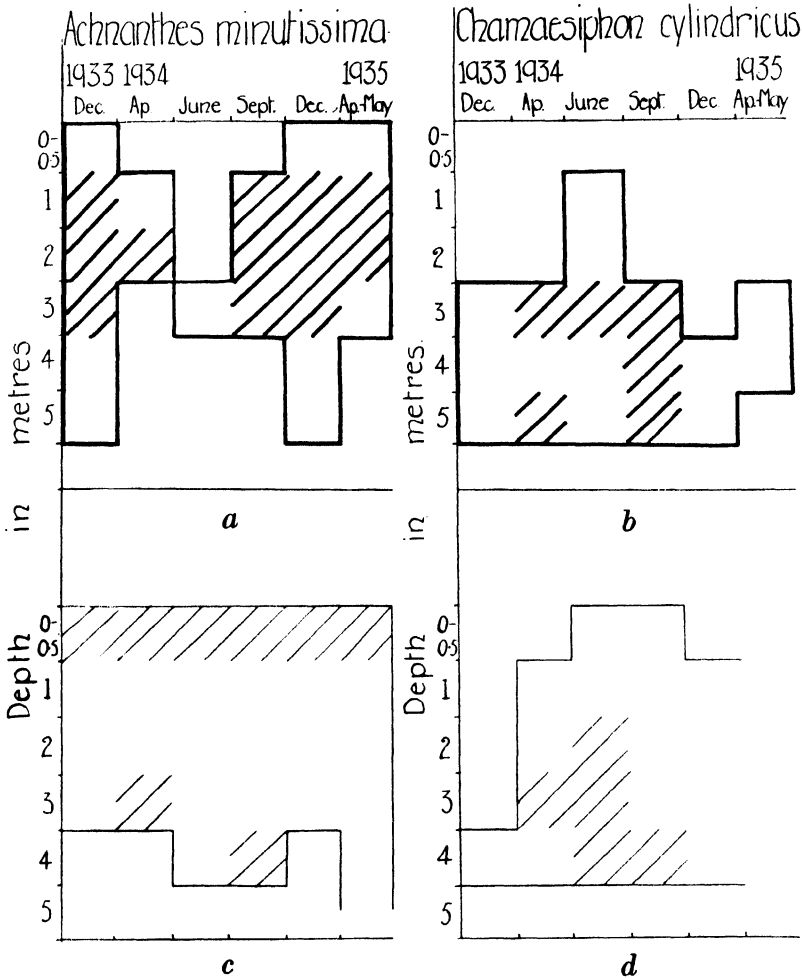 Achnanthes minutissima
Chamaesiphon cylindricus
1933 1934 1935
Dec. Ap June Sept. Dec. Ap-May
1933 1934 1935
Dec. Ap. June Sept. Dec Ap-May
0-
0·5
1
2
3
4
5
0-
0·5
1
2
3
4
5
a
b
0-
0·5
1
2
3
4
5
0-
0·5
1
2
3
4
5
Depth in metres
Depth in metres.
c
d